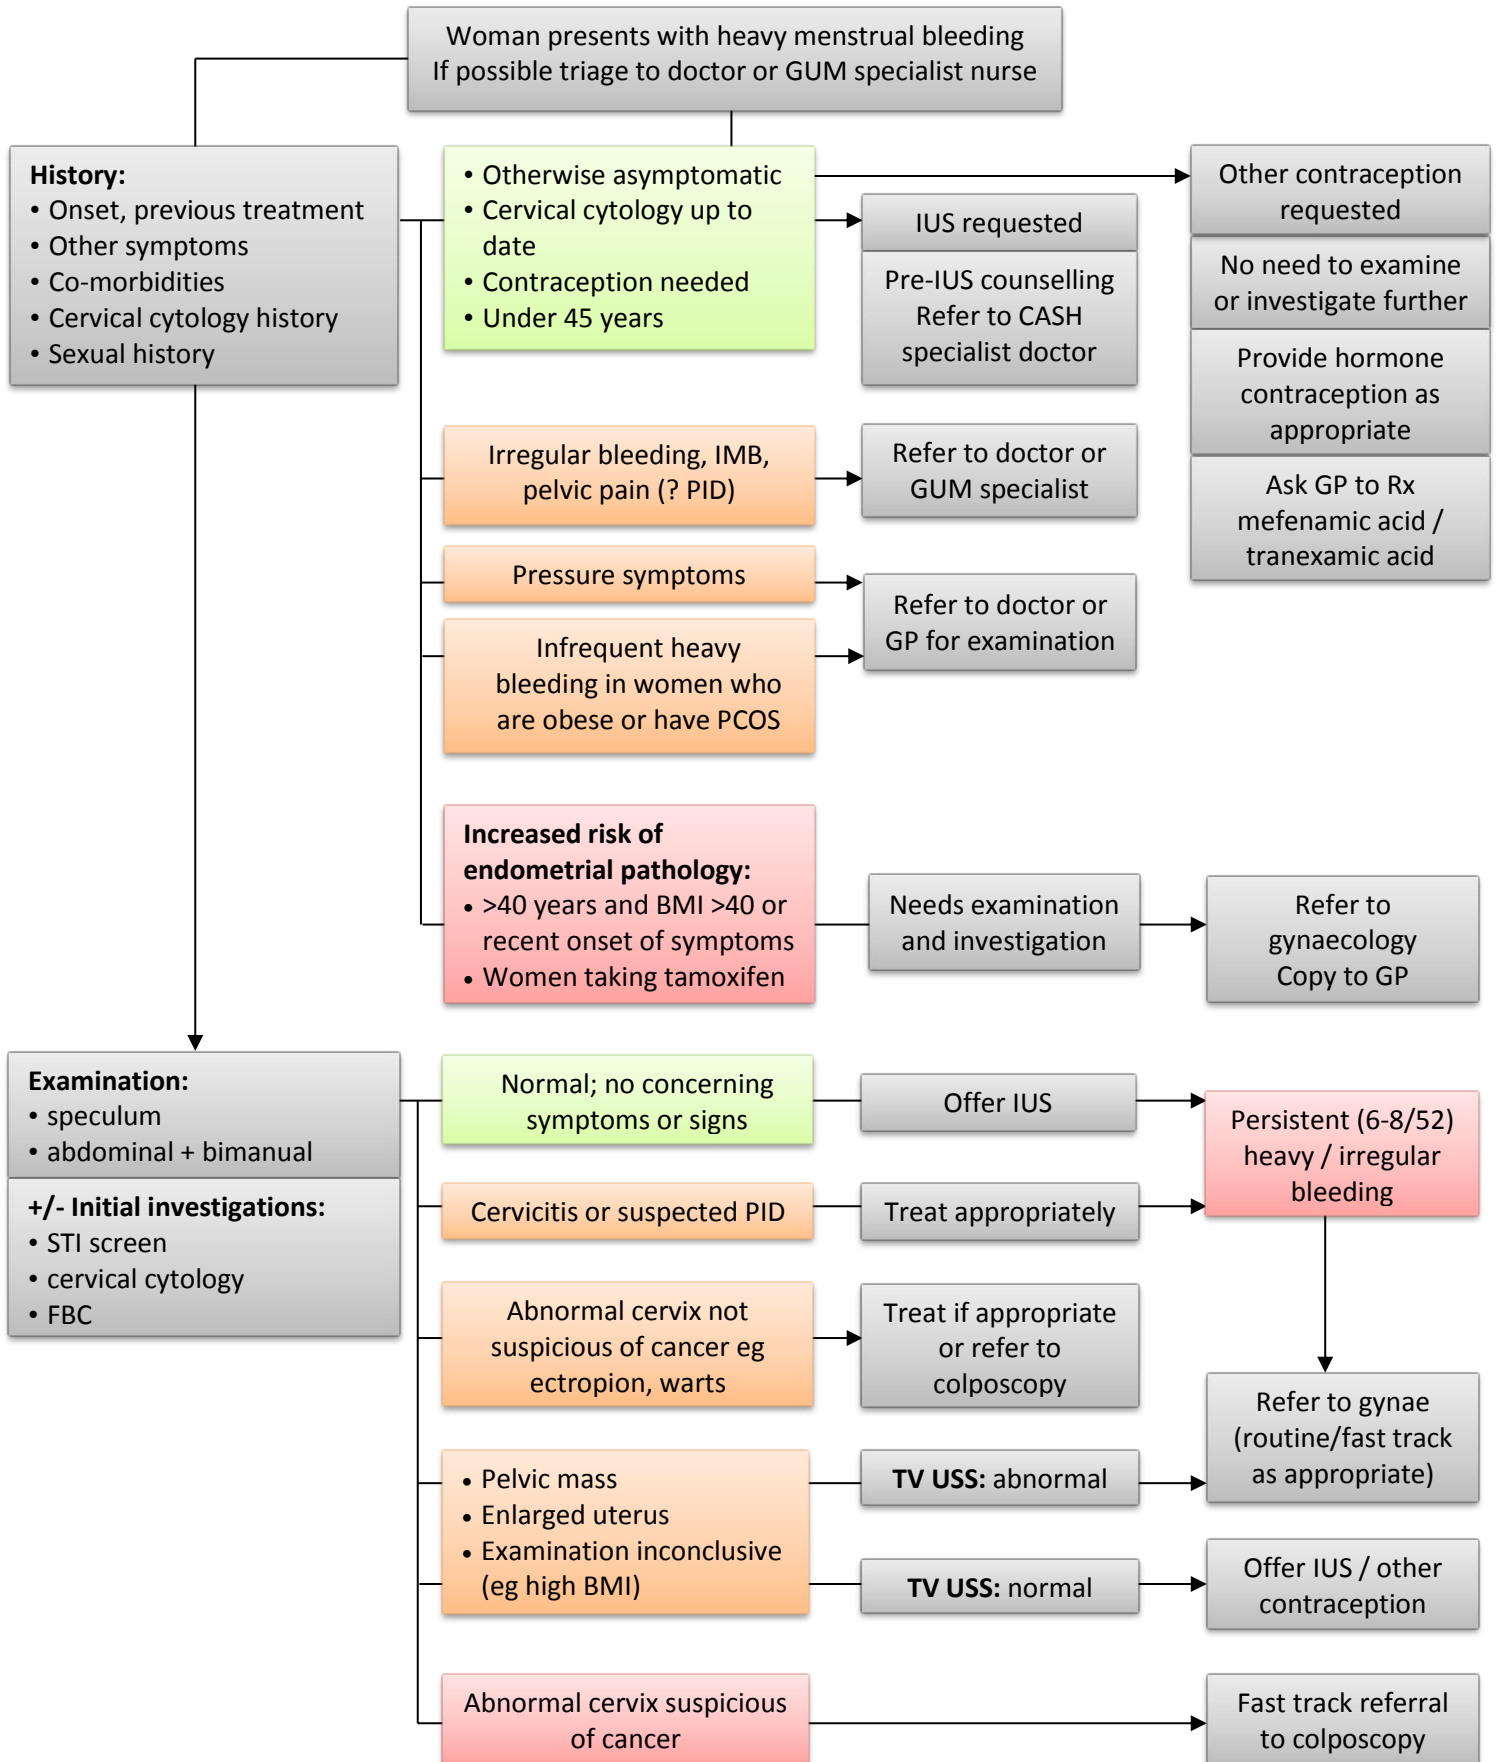 Woman presents with heavy menstrual bleeding
If possible triage to doctor or GUM specialist nurse
History:
• Onset, previous treatment
• Other symptoms
• Co-morbidities
• Cervical cytology history
• Sexual history
• Otherwise asymptomatic
• Cervical cytology up to
date
• Contraception needed
• Under 45 years
IUS requested
Pre-IUS counselling
Refer to CASH
specialist doctor
Other contraception
requested
No need to examine
or investigate further
Provide hormone
contraception as
appropriate
Ask GP to Rx
mefenamic acid /
tranexamic acid
Irregular bleeding, IMB,
pelvic pain (? PID)
Refer to doctor or
GUM specialist
Pressure symptoms
Infrequent heavy
bleeding in women who
are obese or have PCOS
Refer to doctor or
GP for examination
Increased risk of
endometrial pathology:
• >40 years and BMI >40 or
recent onset of symptoms
• Women taking tamoxifen
Needs examination
and investigation
Refer to
gynaecology
Copy to GP
Examination:
• speculum
• abdominal + bimanual
+/- Initial investigations:
• STI screen
• cervical cytology
• FBC
Normal; no concerning
symptoms or signs
Offer IUS
Persistent (6-8/52)
heavy / irregular
bleeding
Cervicitis or suspected PID
Treat appropriately
Abnormal cervix not
suspicious of cancer eg
ectropion, warts
Treat if appropriate
or refer to
colposcopy
Refer to gynae
(routine/fast track
as appropriate)
• Pelvic mass
• Enlarged uterus
• Examination inconclusive
(eg high BMI)
TV USS: abnormal
TV USS: normal
Offer IUS / other
contraception
Abnormal cervix suspicious
of cancer
Fast track referral
to colposcopy